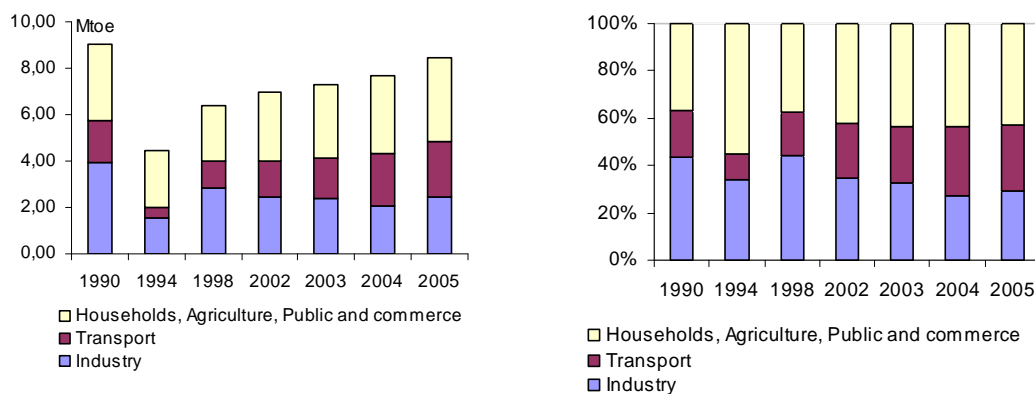 10,00
Mtoe
8,00
6,00
4,00
2,00
0,00
1990 1994 1998 2002 2003 2004 2005
Households, Agriculture, Public and commerce
Transport
Industry
100%
80%
60%
40%
20%
0%
1990 1994 1998 2002 2003 2004 2005
Households, Agriculture, Public and commerce
Transport
Industry